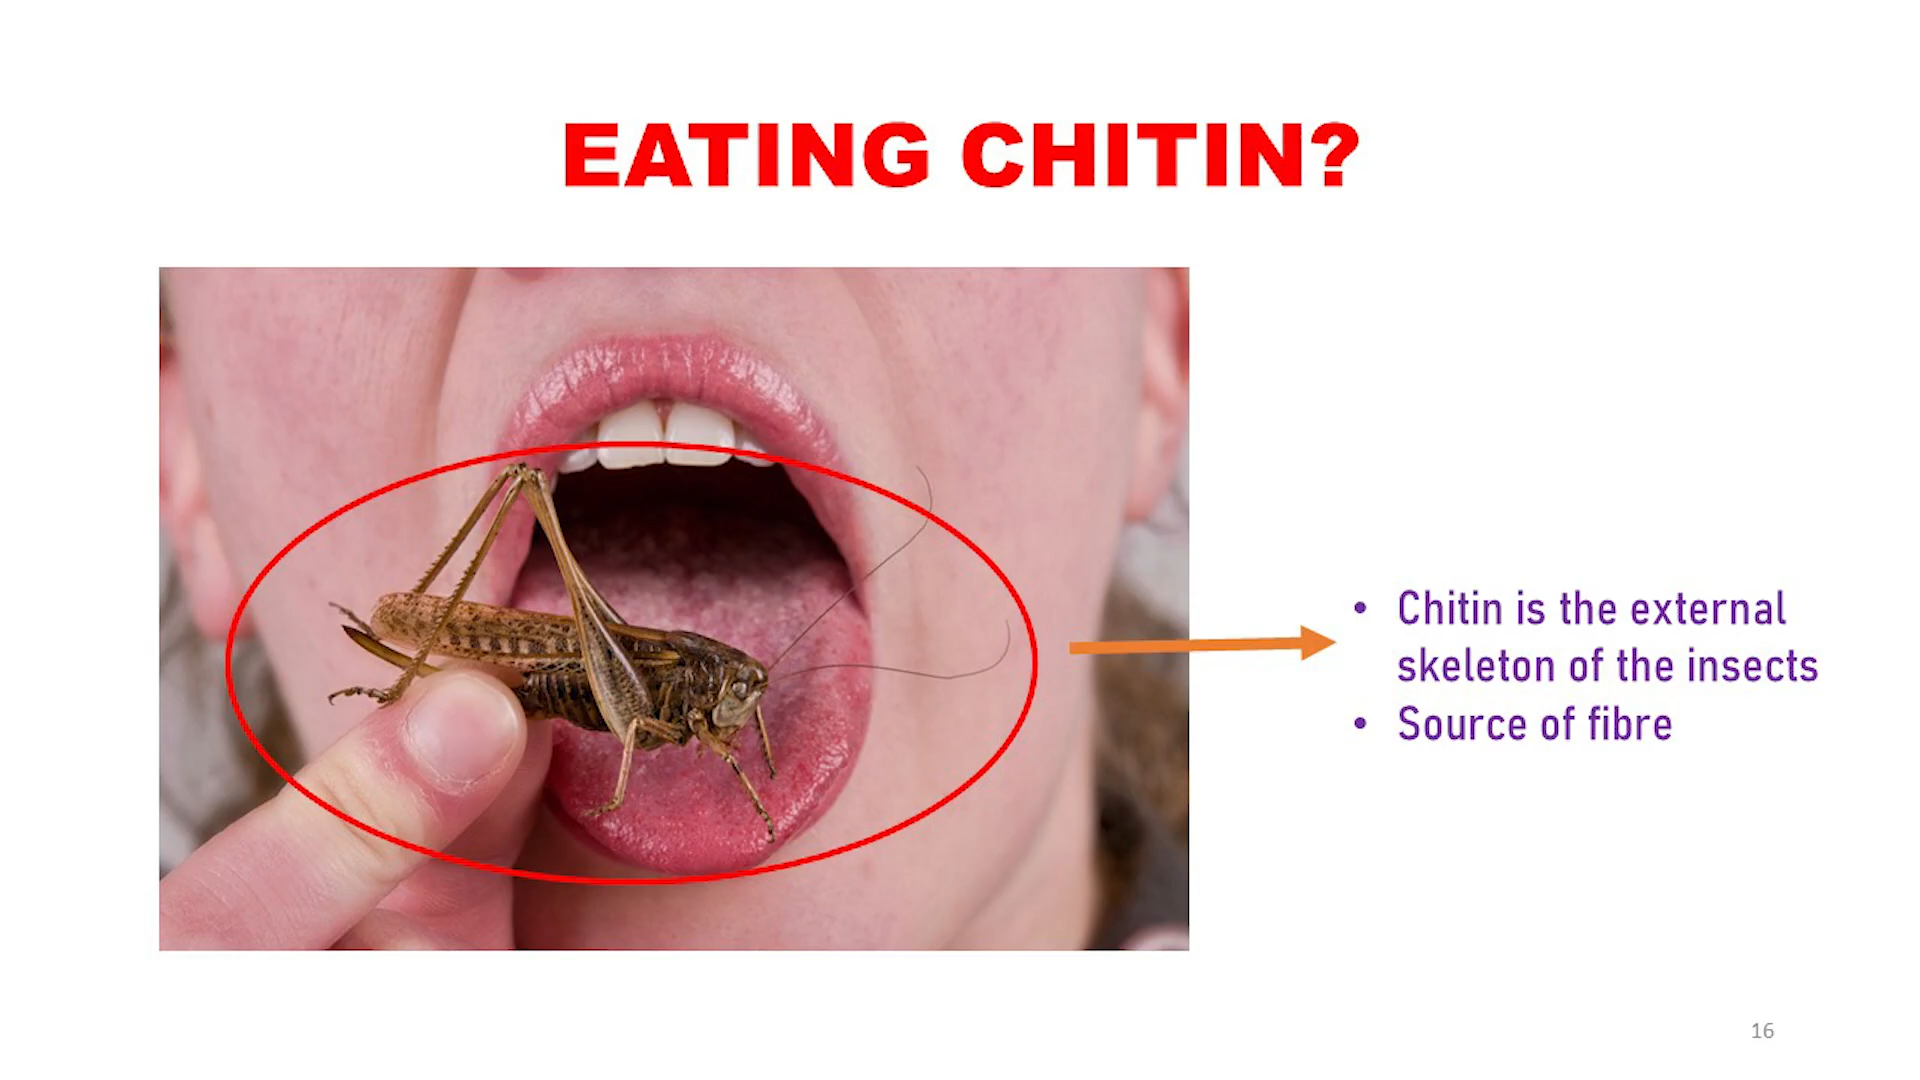 EATING CHITIN?
• Chitin is the external
skeleton of the insects
• Source of fibre
16